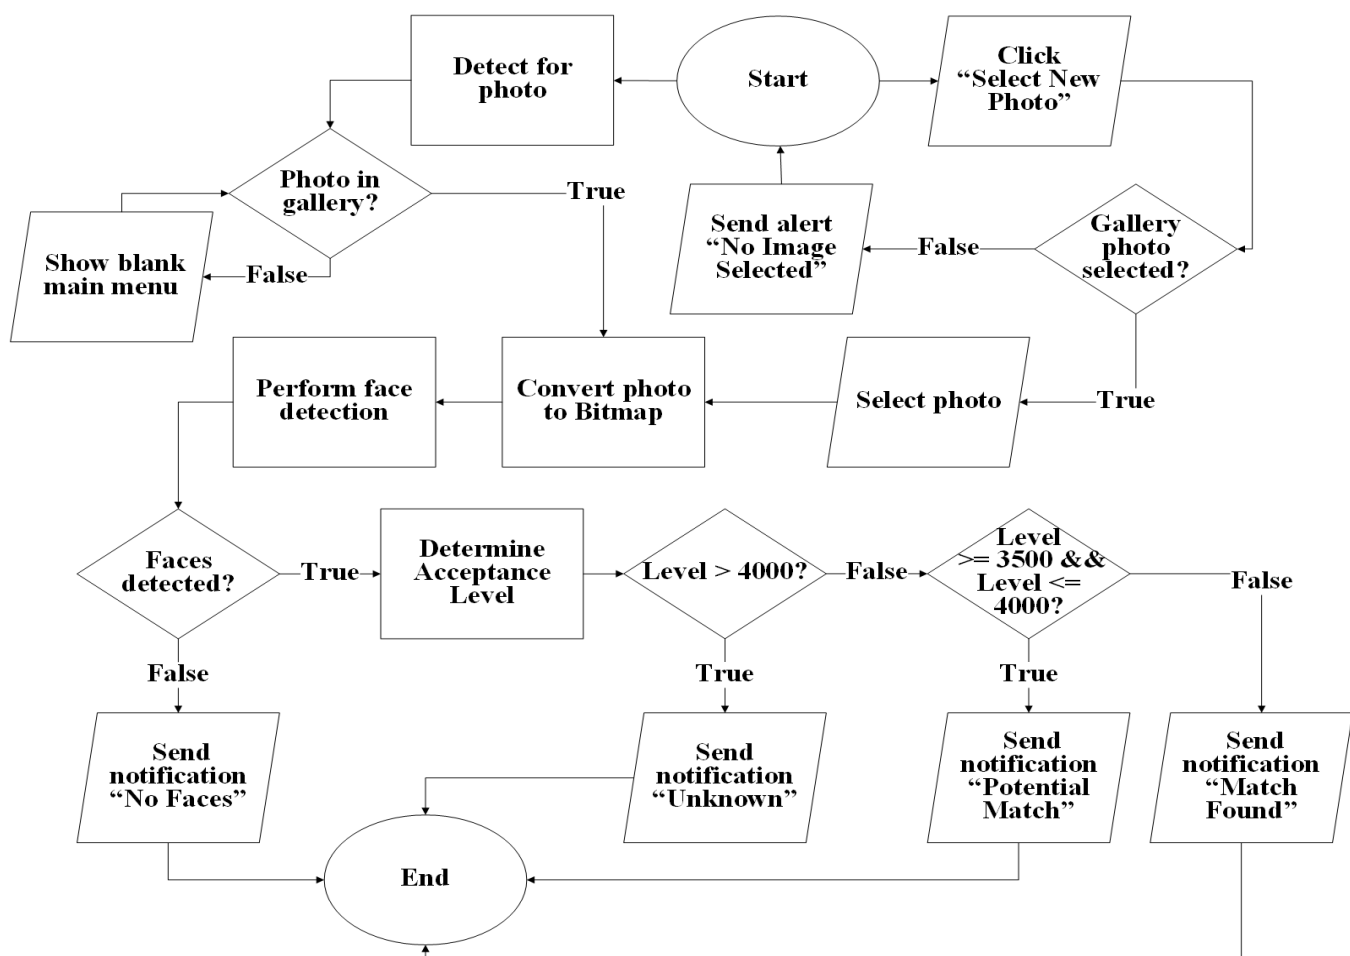 Detect for
photo
Start
Click
“Select New
Photo”
Photo in
gallery?
True
Show blank
main menu
False
Send alert
“No Image
Selected”
False
Gallery
photo
selected?
Perform face
detection
Convert photo
to Bitmap
Select photo
True
Faces
detected?
True
Determine
Acceptance
Level
Level > 4000?
False
Level
>= 3500 &&
Level <=
4000?
False
False
True
True
Send
notification
“No Faces”
Send
notification
“Unknown”
Send
notification
“Potential
Match”
Send
notification
“Match
Found”
End